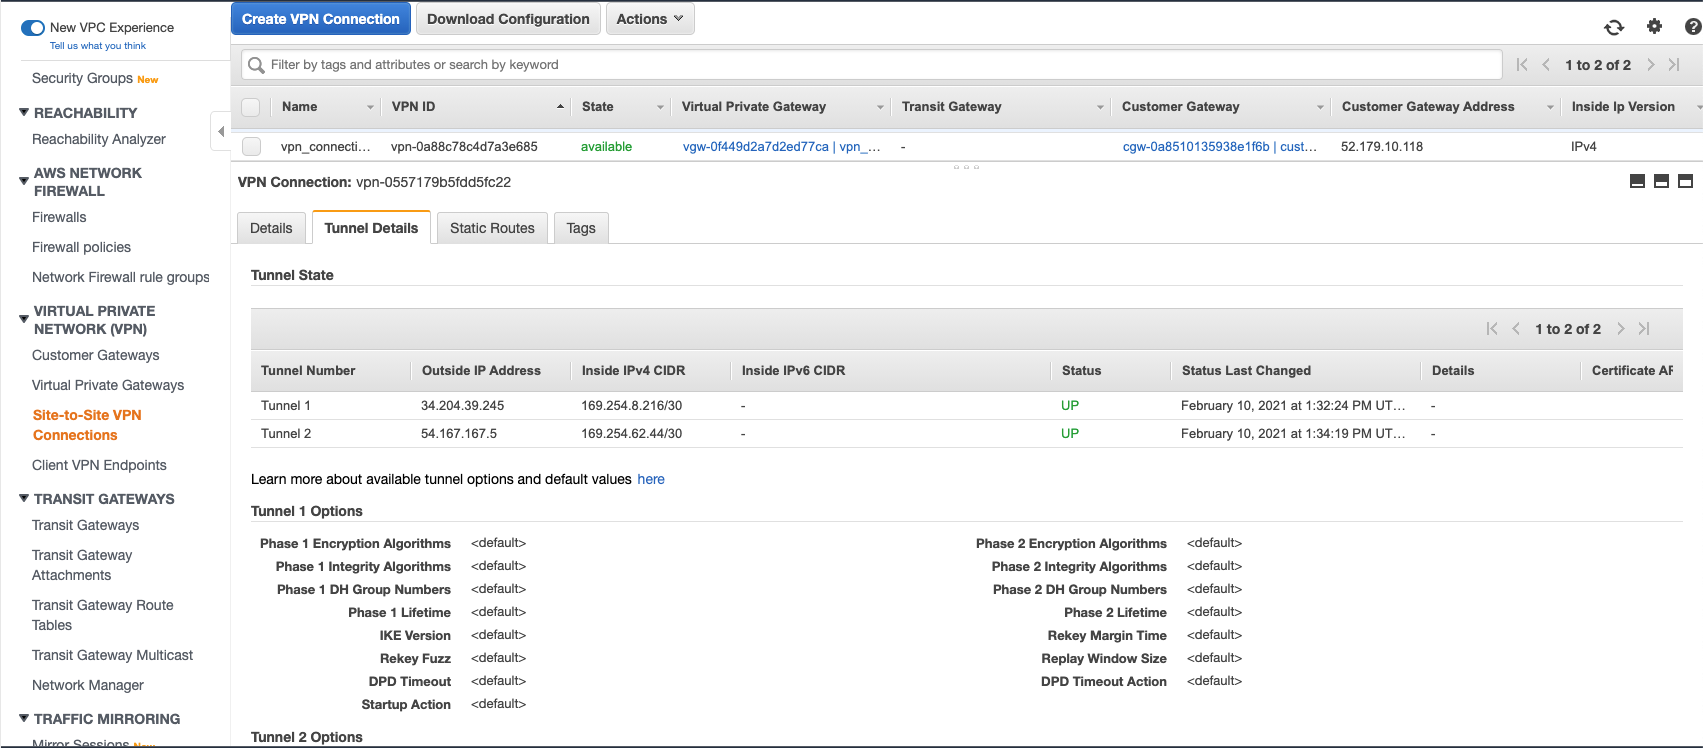 New VPC Experience
Tell us what you think
Security Groups New
REACHABILITY
Reachability Analyzer
AWS NETWORK
FIREWALL
Firewalls
Firewall policies
Network Firewall rule groups
VIRTUAL PRIVATE
NETWORK (VPN)
Customer Gateways
Virtual Private Gateways
Site-to-Site VPN
Connections
Client VPN Endpoints
TRANSIT GATEWAYS
Transit Gateways
Transit Gateway
Attachments
Transit Gateway Route
Tables
Transit Gateway Multicast
Network Manager
TRAFFIC MIRRORING
Mirror Sessions New
Create VPN Connection Download Configuration Actions
Filter by tags and attributes or search by keyword 1 to 2 of 2
Name VPN ID State Virtual Private Gateway Transit Gateway Customer Gateway Customer Gateway Address Inside Ip Version
vpn_connecti... vpn-0a88c78c4d7a3e685 available vgw-0f449d2a7d2ed77ca | vpn_... - cgw-0a8510135938e1f6b | cust... 52.179.10.118 IPv4
VPN Connection: vpn-0557179b5fdd5fc22
Details Tunnel Details Static Routes Tags
Tunnel State
1 to 2 of 2
Tunnel Number Outside IP Address Inside IPv4 CIDR Inside IPv6 CIDR Status Status Last Changed Details Certificate AR
Tunnel 1 34.204.39.245 169.254.8.216/30 - UP February 10, 2021 at 1:32:24 PM UT... -
Tunnel 2 54.167.167.5 169.254.62.44/30 - UP February 10, 2021 at 1:34:19 PM UT... -
Learn more about available tunnel options and default values here
Tunnel 1 Options
Phase 1 Encryption Algorithms <default> Phase 2 Encryption Algorithms <default>
Phase 1 Integrity Algorithms <default> Phase 2 Integrity Algorithms <default>
Phase 1 DH Group Numbers <default> Phase 2 DH Group Numbers <default>
Phase 1 Lifetime <default> Phase 2 Lifetime <default>
IKE Version <default> Rekey Margin Time <default>
Rekey Fuzz <default> Replay Window Size <default>
DPD Timeout <default> DPD Timeout Action <default>
Startup Action <default>
Tunnel 2 Options